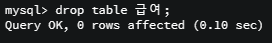 mysql> drop table 급여;
Query OK, 0 rows affected (0.10 sec)